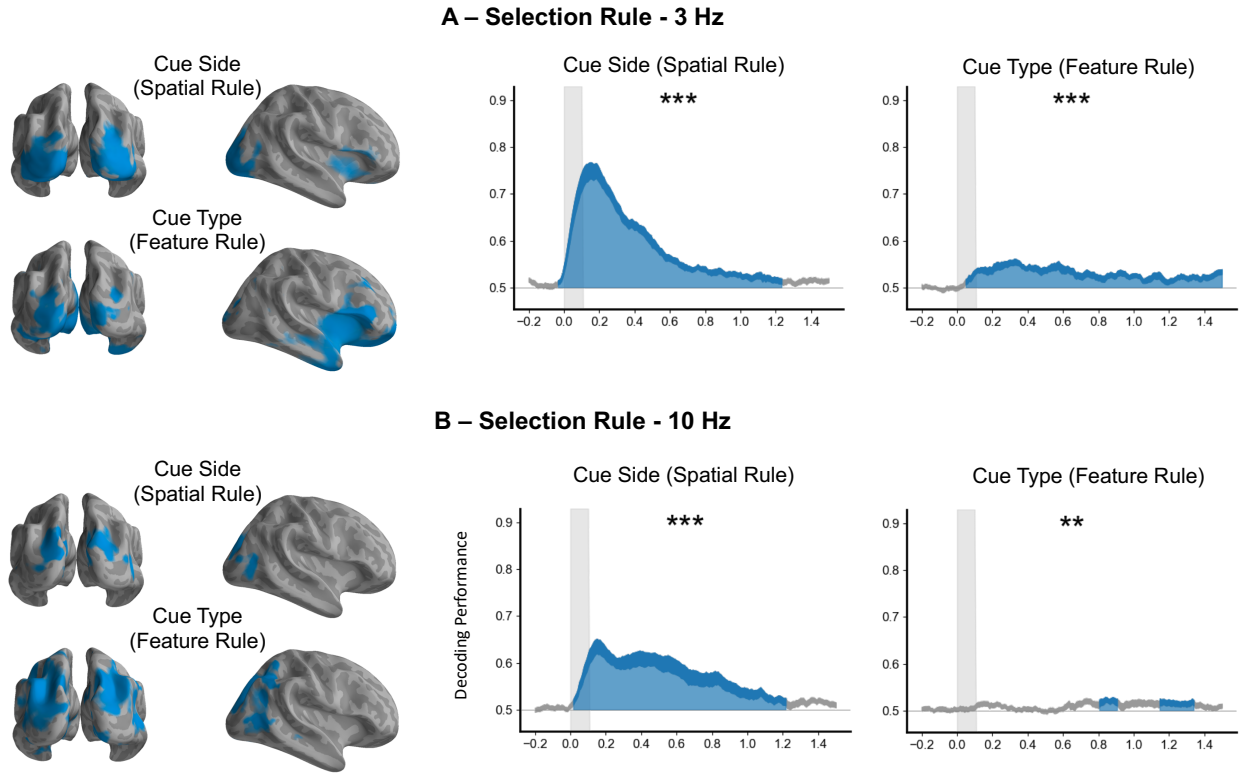 A – Selection Rule - 3 Hz
Cue Side
(Spatial Rule)
Cue Type
(Feature Rule)
Cue Side (Spatial Rule)
***
0.9
0.8
0.7
0.6
0.5
−0.2 0.0 0.2 0.4 0.6 0.8 1.0 1.2 1.4
Cue Type (Feature Rule)
***
0.9
0.8
0.7
0.6
0.5
−0.2 0.0 0.2 0.4 0.6 0.8 1.0 1.2 1.4
B – Selection Rule - 10 Hz
Cue Side
(Spatial Rule)
Cue Type
(Feature Rule)
Cue Side (Spatial Rule)
***
Decoding Performance
0.9
0.8
0.7
0.6
0.5
−0.2 0.0 0.2 0.4 0.6 0.8 1.0 1.2 1.4
Cue Type (Feature Rule)
**
0.9
0.8
0.7
0.6
0.5
−0.2 0.0 0.2 0.4 0.6 0.8 1.0 1.2 1.4